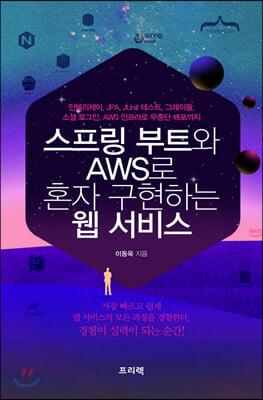 spring
boot
인텔리제이, JPA, JUnit 테스트, 그레이들,
소셜 로그인, AWS 인프라로 무중단 배포까지
스프링 부트와
AWS로
혼자 구현하는
웹 서비스
이동욱 지음
가장 빠르고 쉽게
웹 서비스의 모든 과정을 경험한다.
경험이 실력이 되는 순간!
프리렉
YES24